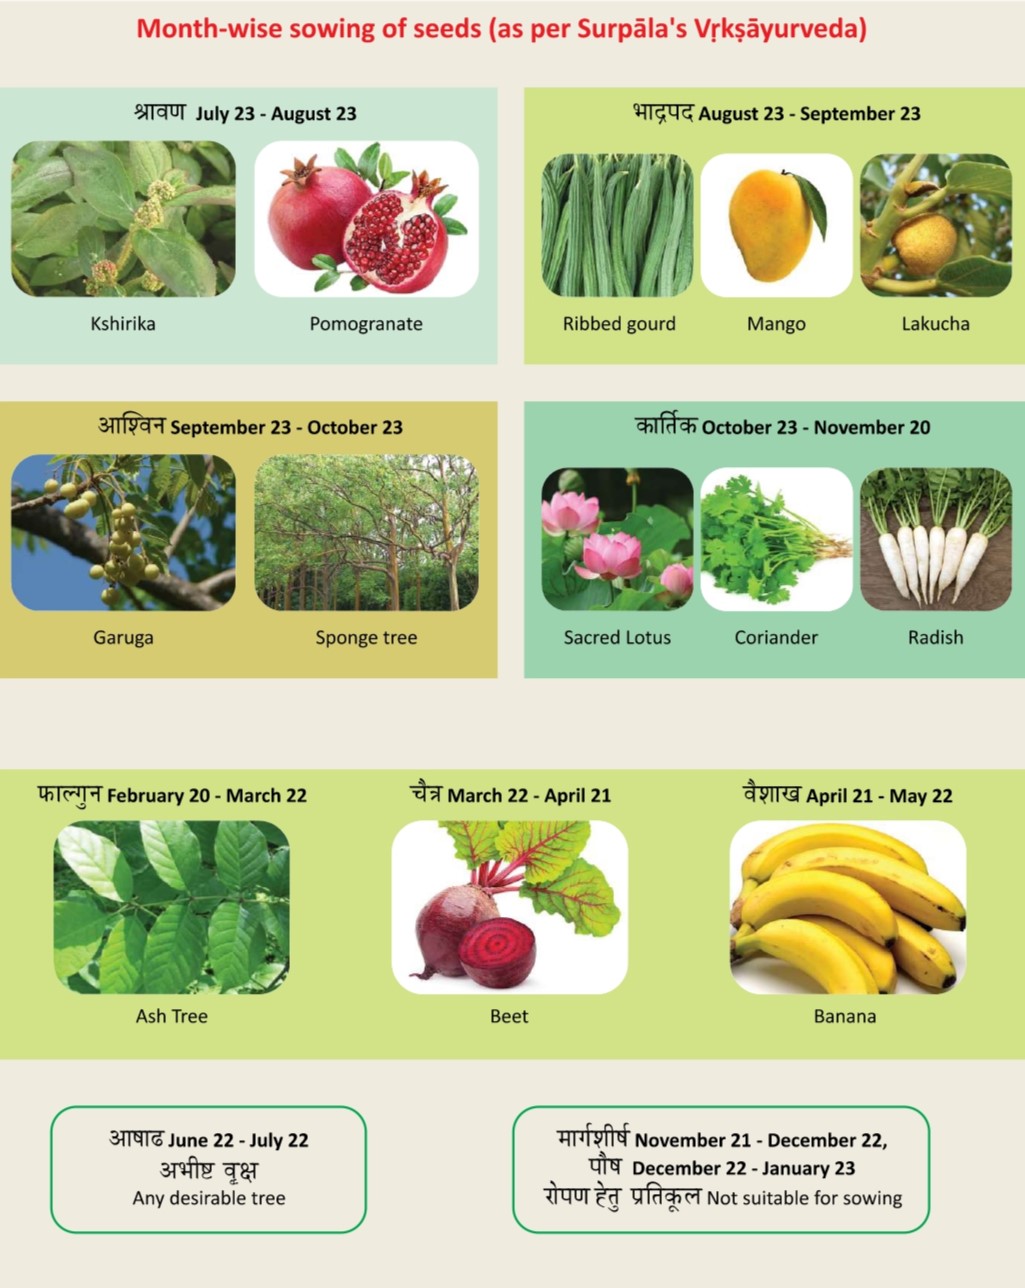 Month-wise sowing of seeds (as per Surpāla's Vṛkṣāyurveda)
श्रावण July 23 - August 23
Kshirika
Pomogranate
भाद्रपद August 23 - September 23
Ribbed gourd
Mango
Lakucha
आश्विन September 23 - October 23
Garuga
Sponge tree
कार्तिक October 23 - November 20
Sacred Lotus
Coriander
Radish
फाल्गुन February 20 - March 22
Ash Tree
चैत्र March 22 - April 21
Beet
वैशाख April 21 - May 22
Banana
आषाढ June 22 - July 22
अभीष्ट वृक्ष
Any desirable tree
मार्गशीर्ष November 21 - December 22,
पौष December 22 - January 23
रोपण हेतु प्रतिकूल Not suitable for sowing